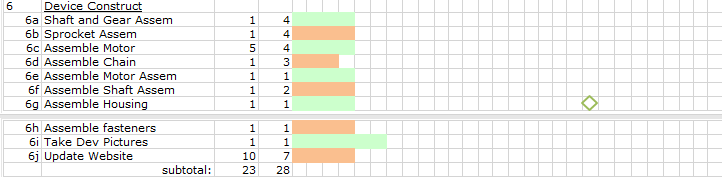 6 Device Construct
6a Shaft and Gear Assem 1 4
6b Sprocket Assem 1 4
6c Assemble Motor 5 4
6d Assemble Chain 1 3
6e Assemble Motor Assem 1 1
6f Assemble Shaft Assem 1 2
6g Assemble Housing 1 1
6h Assemble fasteners 1 1
6i Take Dev Pictures 1 1
6j Update Website 10 7
subtotal: 23 28